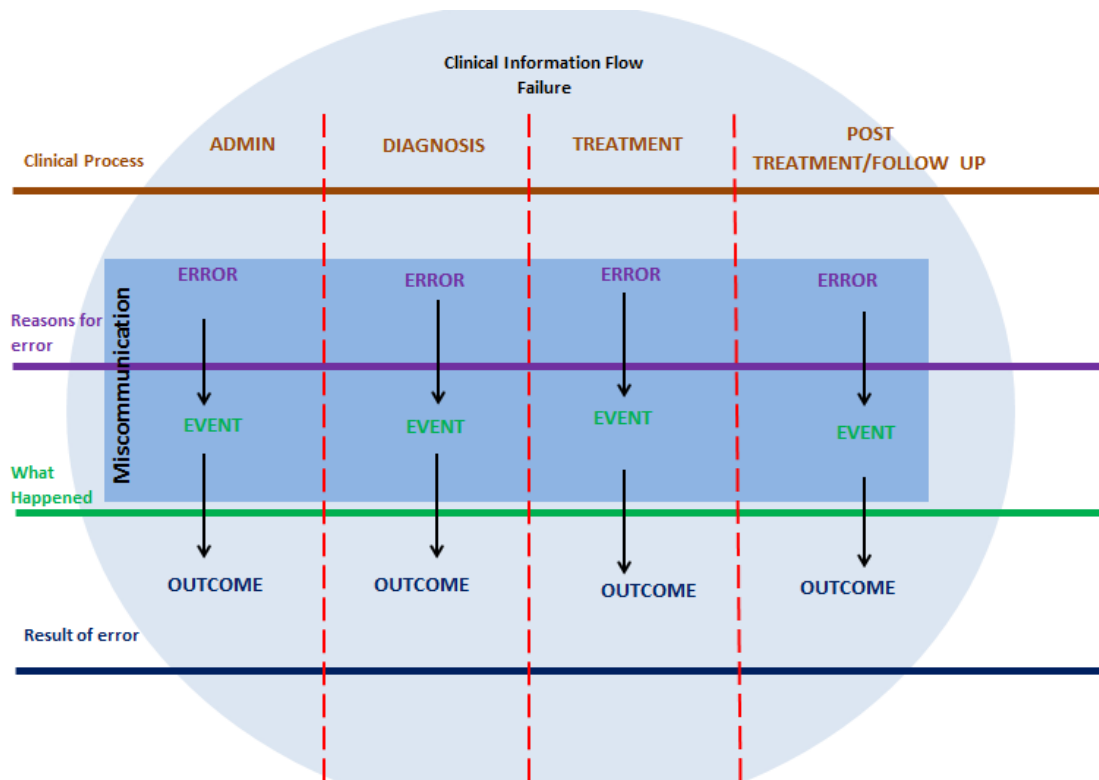 Clinical Information Flow
Failure
Clinical Process
ADMIN
DIAGNOSIS
TREATMENT
POST
TREATMENT/FOLLOW UP
Miscommunication
Reasons for
error
ERROR
ERROR
ERROR
ERROR
What
Happened
EVENT
EVENT
EVENT
EVENT
Result of error
OUTCOME
OUTCOME
OUTCOME
OUTCOME